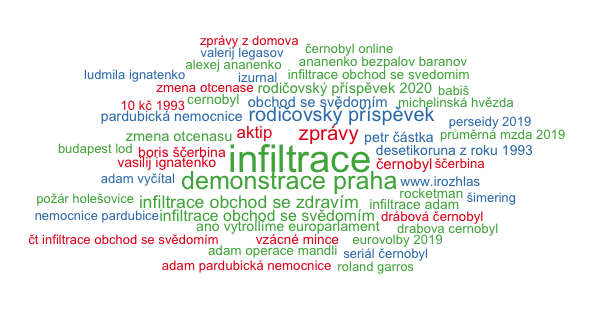 zprávy z domova
valerij legasov černobyl online
alexej ananenko ananenko bezpalov baranov
ludmila ignatenko izurnal infiltrace obchod se svedomim
zmena otcenase rodičovský příspěvek 2020 babiš
10 kč 1993 cernobyl obchod se svědomím michelinská hvězda
pardubická nemocnice rodičovský příspěvek perseidy 2019
zmena otcenasu aktip zprávy petr částka průměrná mzda 2019
budapest lod boris ščerbina infiltrace desetikoruna z roku 1993
vasilij ignatenko černobyl ščerbina
adam vyčítal demonstrace praha www.irozhlas
požár holešovice infiltrace obchod se zdravím infiltrace adam rocketman šimering
nemocnice pardubice infiltrace obchod se svědomím drábová černobyl
ano vytrollíme europarlament drabova cernobyl
čt infiltrace obchod se svědomím vzácné mince eurovolby 2019
adam operace mandli seriál černobyl
adam pardubická nemocnice roland garros